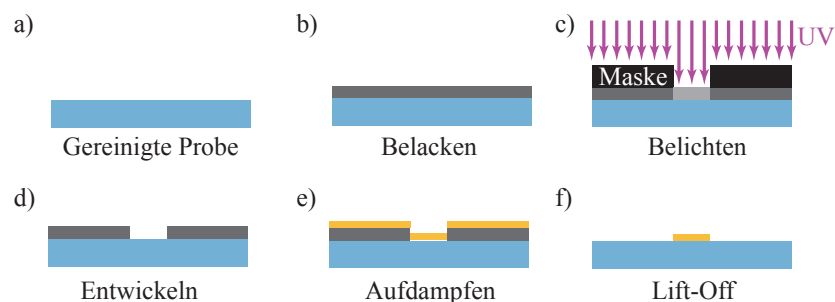 a)
Gereinigte Probe
b)
Belacken
c)
UV
Maske
Belichten
d)
Entwickeln
e)
Aufdampfen
f)
Lift-Off